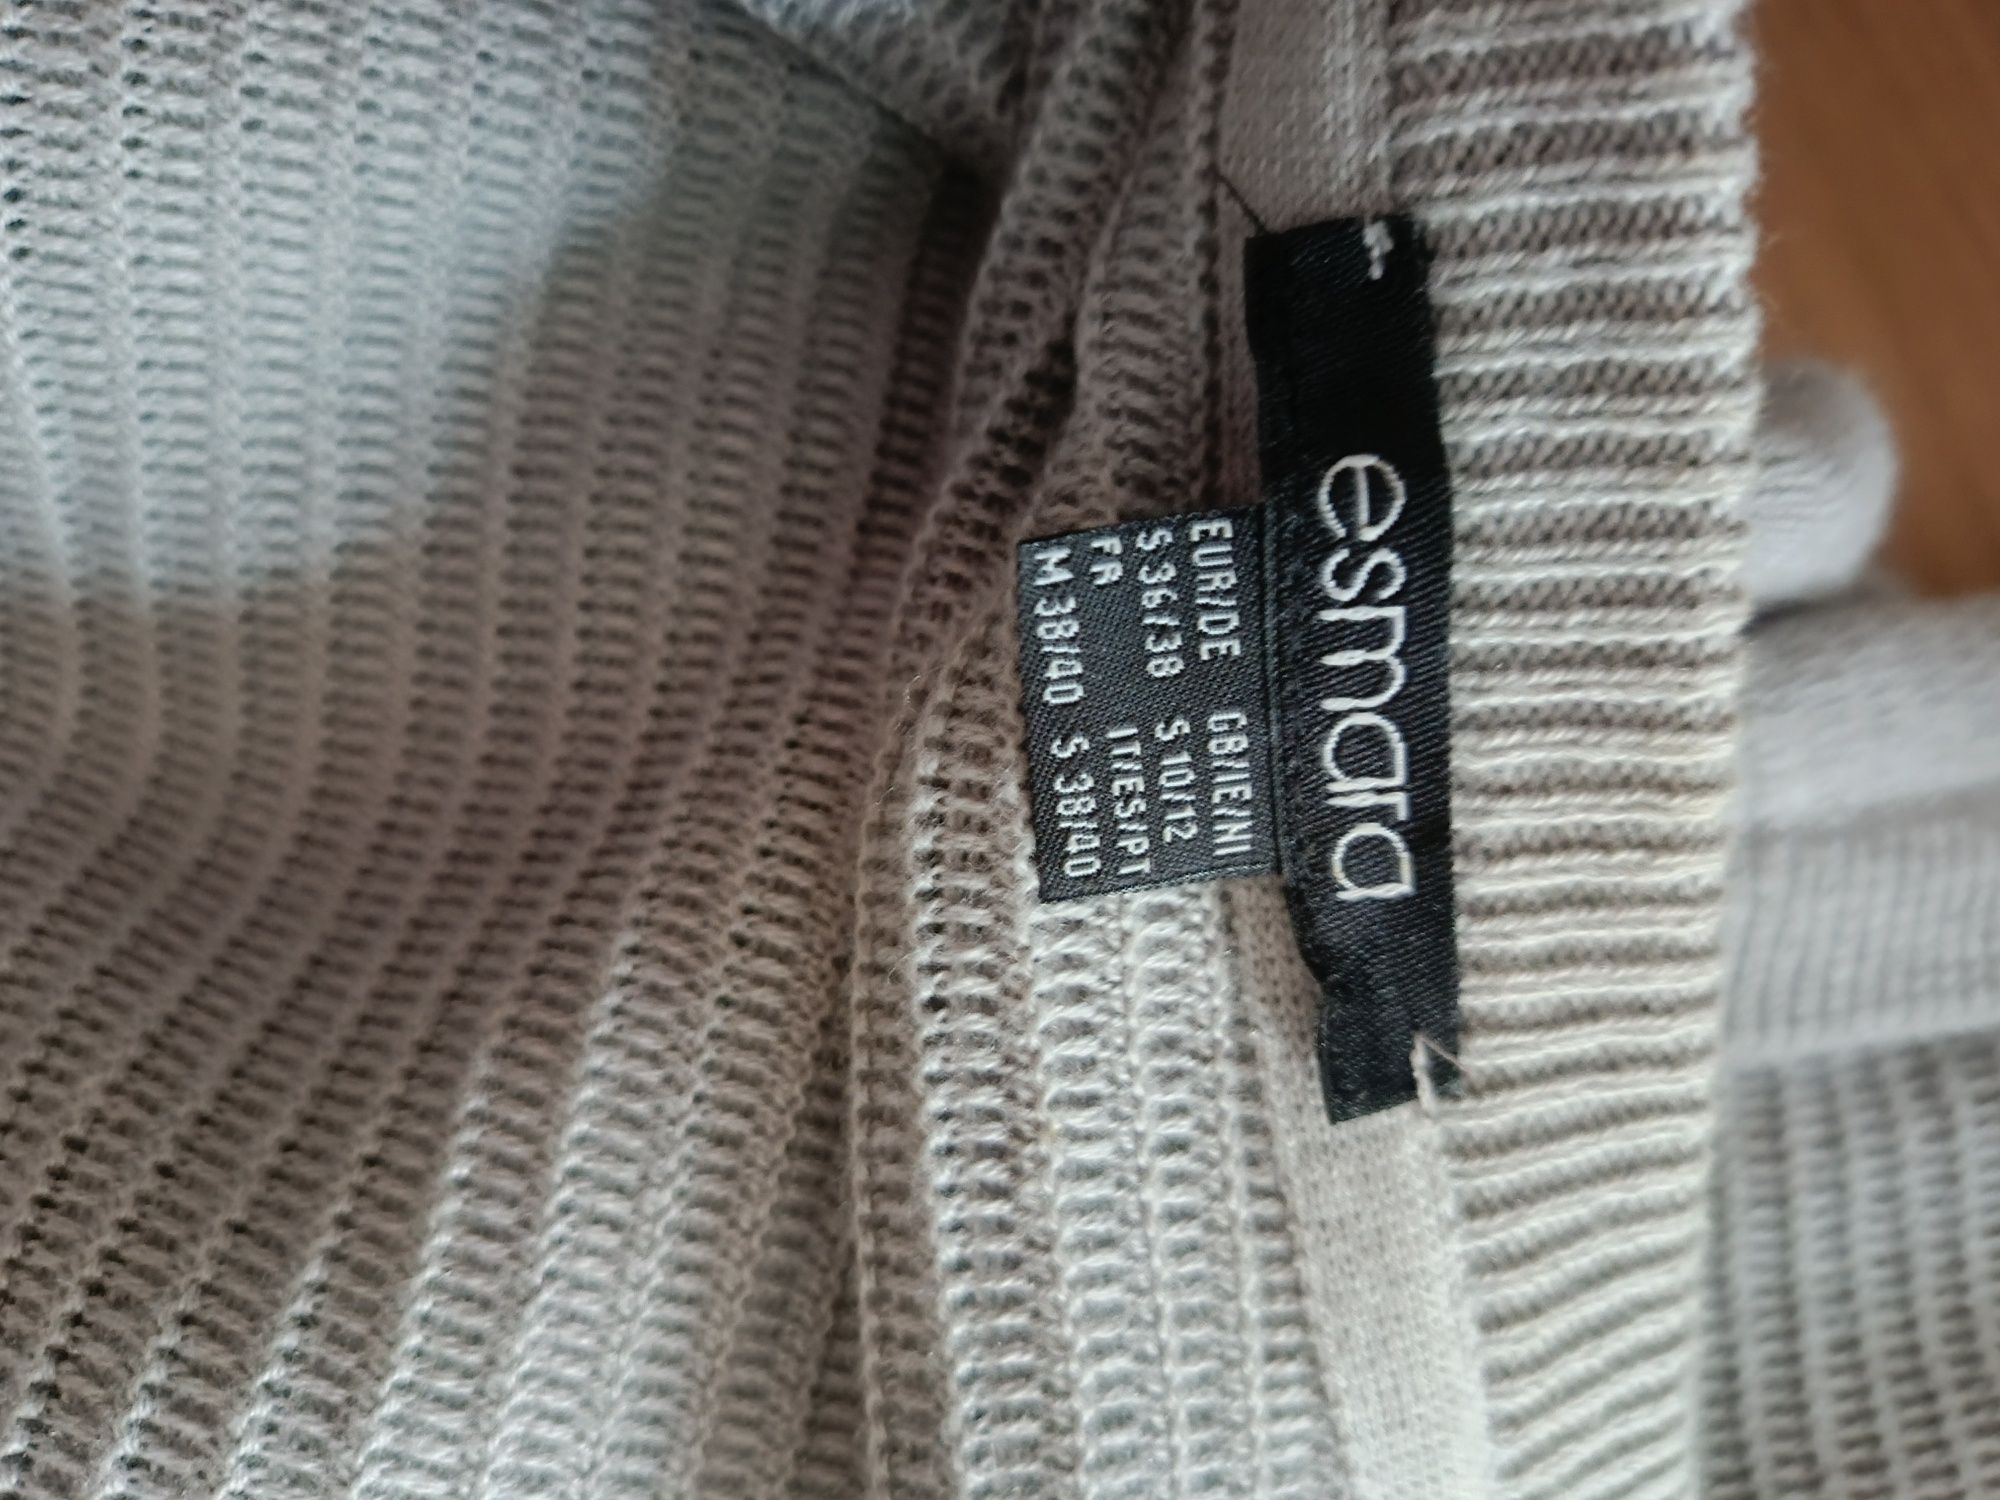 esmara
EUR/DE GB/IE/NI
S 36/38 S 10/12
FR IT/ES/PT
M 38/40 S 38/40